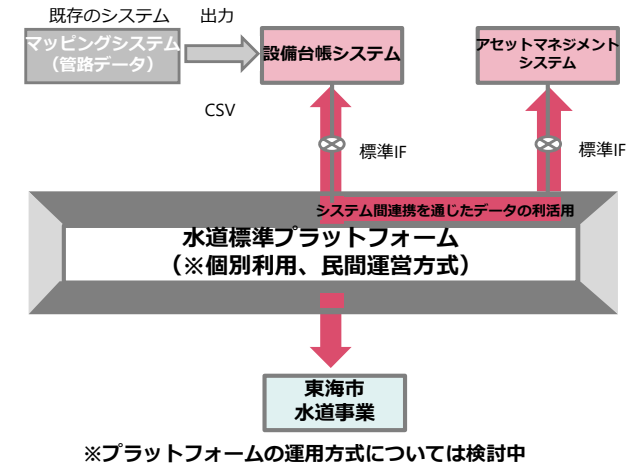 既存のシステム
出力
マッピングシステム
（管路データ）
設備台帳システム
アセットマネジメント
システム
CSV
標準IF
標準IF
システム間連携を通じたデータの利活用
水道標準プラットフォーム
（※個別利用、民間運営方式）
東海市
水道事業
※プラットフォームの運用方式については検討中